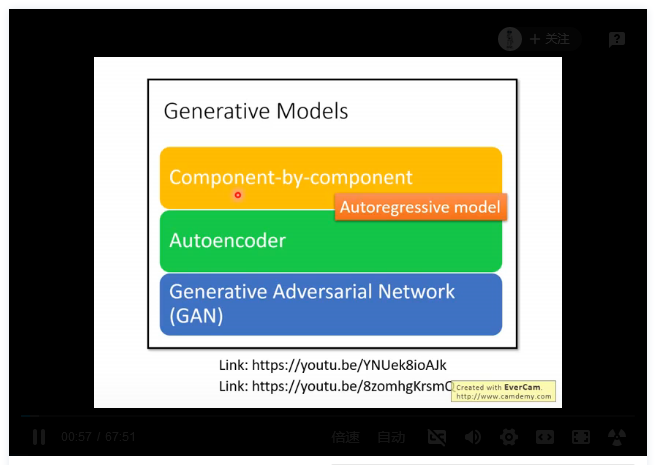 + 关注
Generative Models
Component-by-component
Autoregressive model
Autoencoder
Generative Adversarial Network
(GAN)
Link: https://youtu.be/YNUek8ioAJk
Link: https://youtu.be/8zomhgKrsmQ
Created with EverCam.
http://www.camdemy.com
00:57 / 67:51
倍速
自动